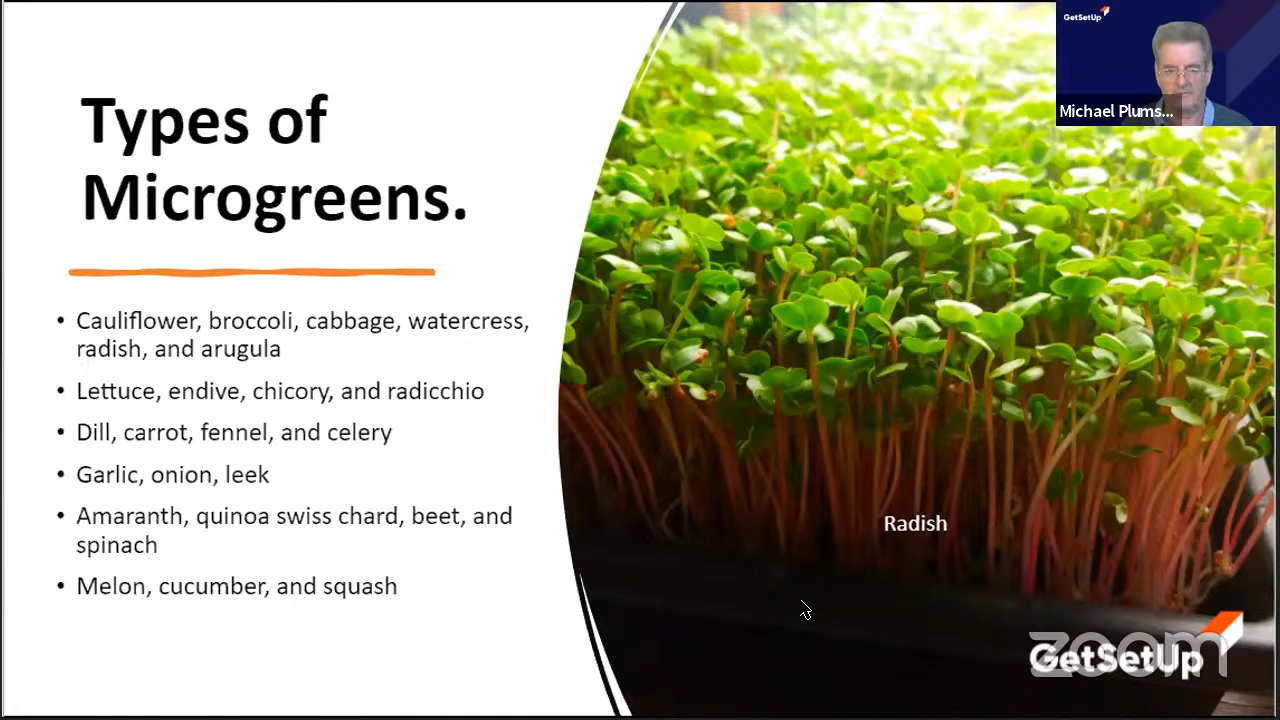 GetSetUp
Michael Plums...
Types of
Microgreens.
• Cauliflower, broccoli, cabbage, watercress,
radish, and arugula
• Lettuce, endive, chicory, and radicchio
• Dill, carrot, fennel, and celery
• Garlic, onion, leek
• Amaranth, quinoa swiss chard, beet, and
spinach
• Melon, cucumber, and squash
Radish
zoom
GetSetUp